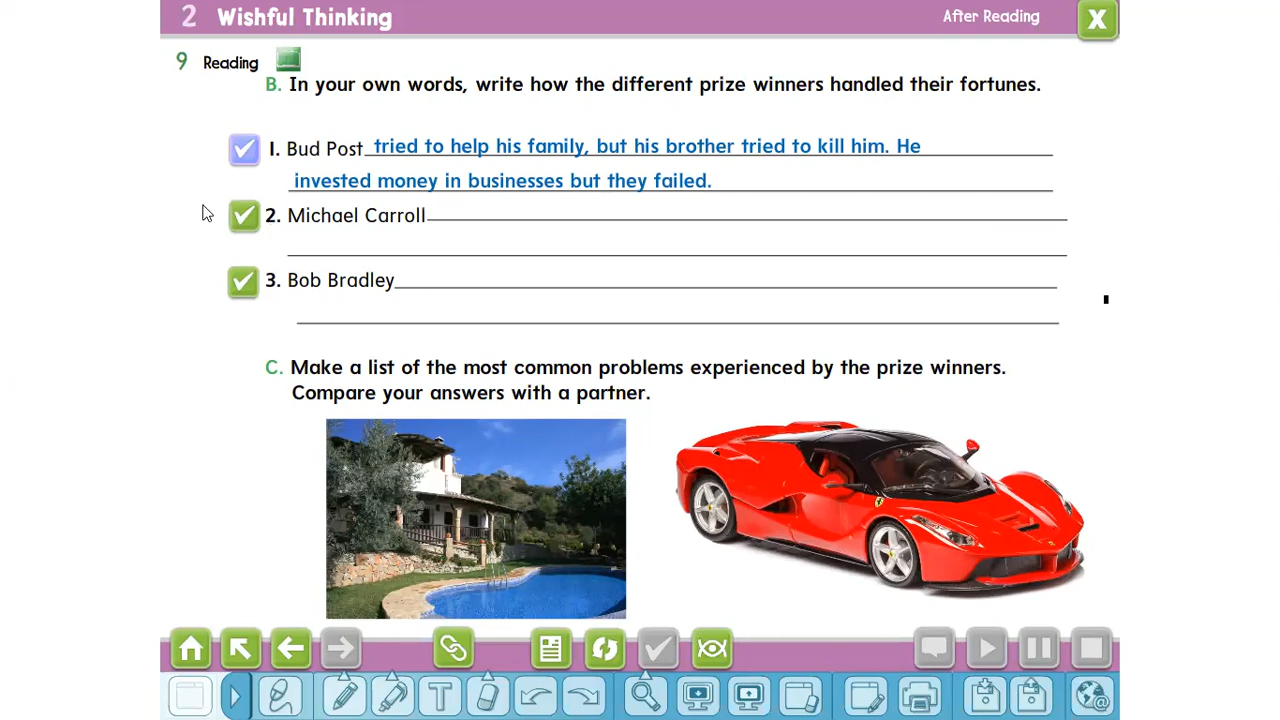 2 Wishful Thinking
After Reading
X
9 Reading
B. In your own words, write how the different prize winners handled their fortunes.
1. Bud Post tried to help his family, but his brother tried to kill him. He
invested money in businesses but they failed.
2. Michael Carroll
3. Bob Bradley
C. Make a list of the most common problems experienced by the prize winners.
Compare your answers with a partner.
T
@